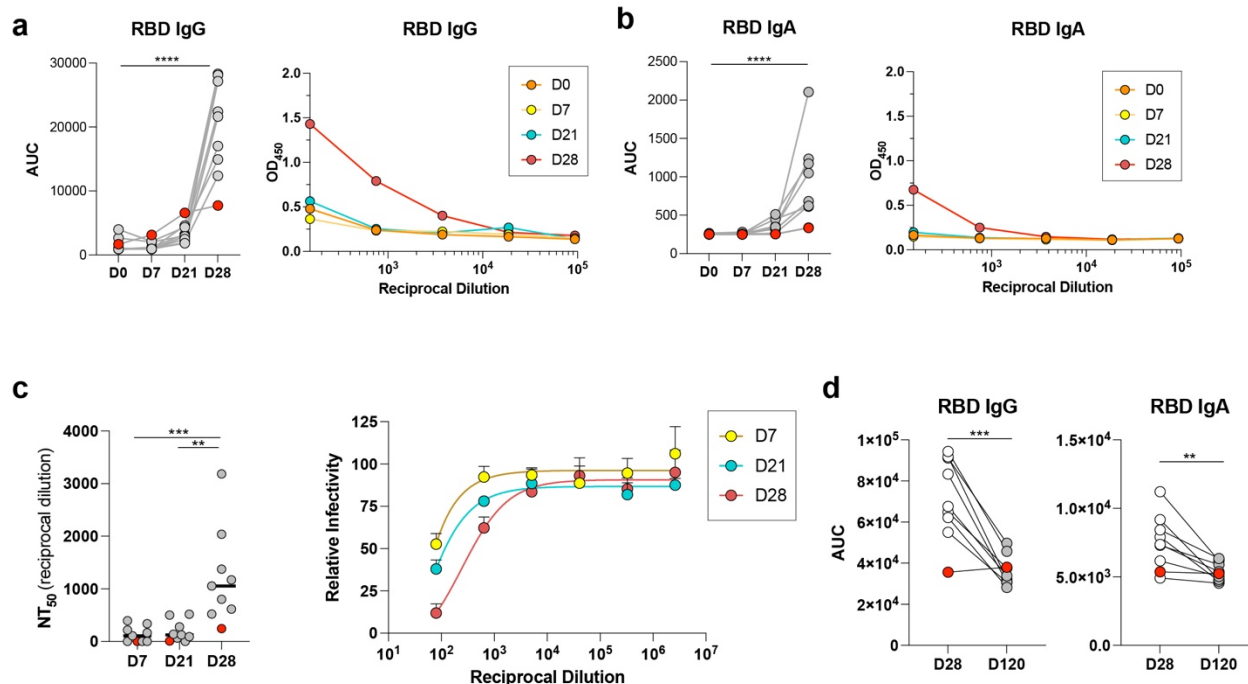 a
RBD IgG
****
30000
20000
10000
0
AUC
D0 D7 D21 D28
RBD IgG
2.0
1.5
1.0
0.5
0.0
OD450
10³ 10⁴ 10⁵
Reciprocal Dilution
D0
D7
D21
D28
b
RBD IgA
****
2500
2000
1500
1000
500
0
AUC
D0 D7 D21 D28
RBD IgA
2.0
1.5
1.0
0.5
0.0
OD450
10³ 10⁴ 10⁵
Reciprocal Dilution
D0
D7
D21
D28
c
***
**
4000
3000
2000
1000
0
NT50 (reciprocal dilution)
D7 D21 D28
125
100
75
50
25
0
Relative Infectivity
10¹ 10² 10³ 10⁴ 10⁵ 10⁶ 10⁷
Reciprocal Dilution
D7
D21
D28
d
RBD IgG
***
1×10⁵
8×10⁴
6×10⁴
4×10⁴
2×10⁴
AUC
D28 D120
RBD IgA
**
1.5×10⁴
1.0×10⁴
5.0×10³
0.0
D28 D120